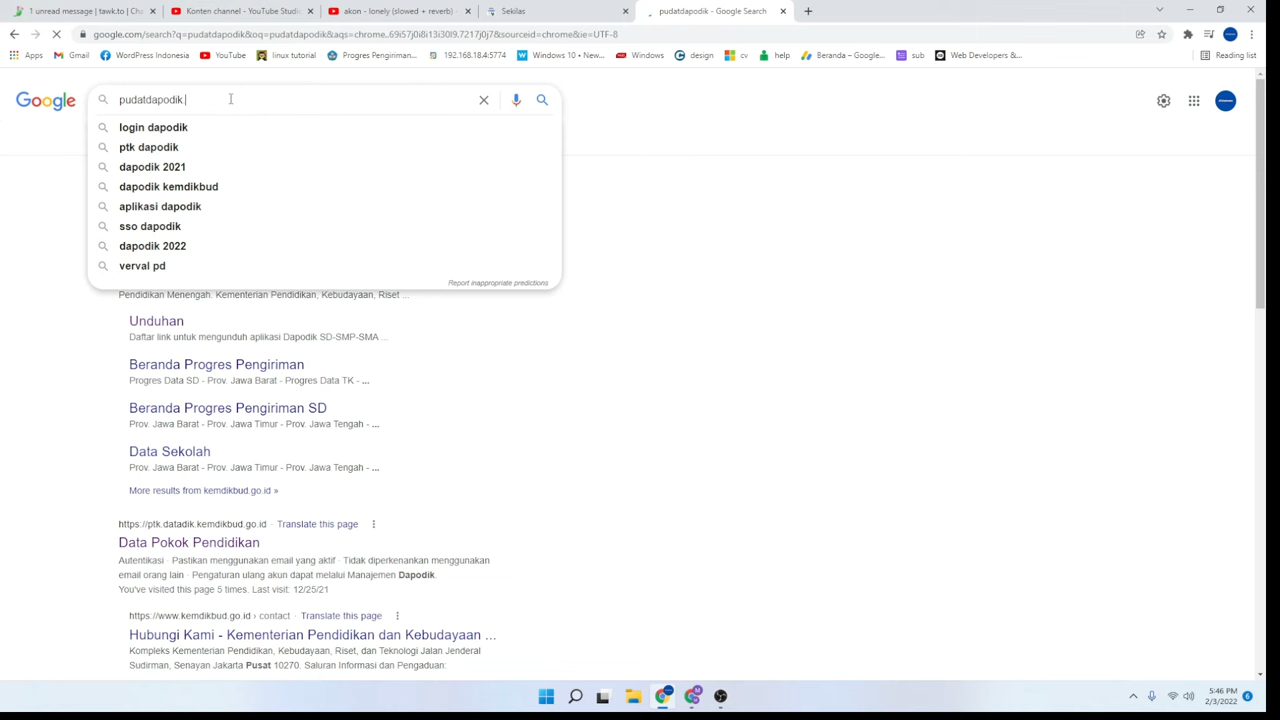 1 unread message | tawk.to |
Konten channel - YouTube Studio
akon - lonely (slowed + reverb) -
Sekilas
pudatdapodik - Google Search
google.com/search?q=pudatdapodik&oq=pudatdapodik&aqs=chrome..69i57j0i8i13i30l9.7217j0j7&sourceid=chrome&ie=UTF-8
Gmail
WordPress Indonesia
YouTube
linux tutorial
Progres Pengiriman...
192.168.18.4:5774
Windows 10 • New...
Windows
design
cv
help
Beranda – Google...
sub
Web Developers &...
Reading list
Google
pudatdapodik
login dapodik
ptk dapodik
dapodik 2021
dapodik kemdikbud
aplikasi dapodik
sso dapodik
dapodik 2022
verval pd
Report inappropriate predictions
Pendidikan Menengah. Kementerian Pendidikan, Kebudayaan, Riset ...
Unduhan
Daftar link untuk mengunduh aplikasi Dapodik SD-SMP-SMA ...
Beranda Progres Pengiriman
Progres Data SD - Prov. Jawa Barat - Progres Data TK - ...
Beranda Progres Pengiriman SD
Prov. Jawa Barat - Prov. Jawa Timur - Prov. Jawa Tengah - ...
Data Sekolah
Prov. Jawa Barat - Prov. Jawa Timur - Prov. Jawa Tengah - ...
More results from kemdikbud.go.id »
https://ptk.datadik.kemdikbud.go.id · Translate this page
Data Pokok Pendidikan
Autentikasi · Pastikan menggunakan email yang aktif · Tidak diperkenankan menggunakan
email orang lain · Pengaturan ulang akun dapat melalui Manajemen Dapodik.
You've visited this page 5 times. Last visit: 12/25/21
https://www.kemdikbud.go.id › contact · Translate this page
Hubungi Kami - Kementerian Pendidikan dan Kebudayaan ...
Kompleks Kementerian Pendidikan, Kebudayaan, Riset, dan Teknologi Jalan Jenderal
Sudirman, Senayan Jakarta Pusat 10270. Saluran Informasi dan Pengaduan:
5:46 PM
2/3/2022
6